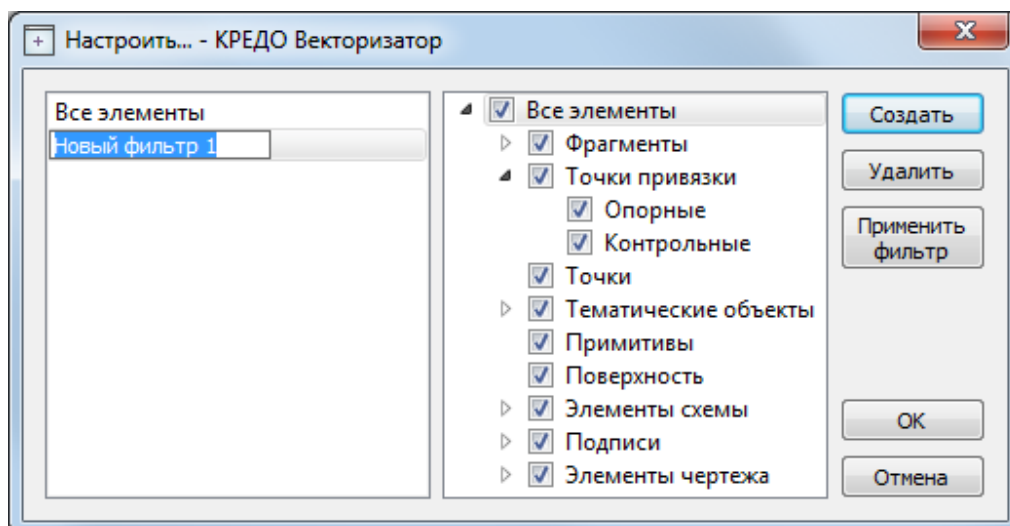 Настроить... - КРЕДО Векторизатор
Все элементы
Новый фильтр 1
Все элементы
Фрагменты
Точки привязки
Опорные
Контрольные
Точки
Тематические объекты
Примитивы
Поверхность
Элементы схемы
Подписи
Элементы чертежа
Создать
Удалить
Применить
фильтр
ОК
Отмена